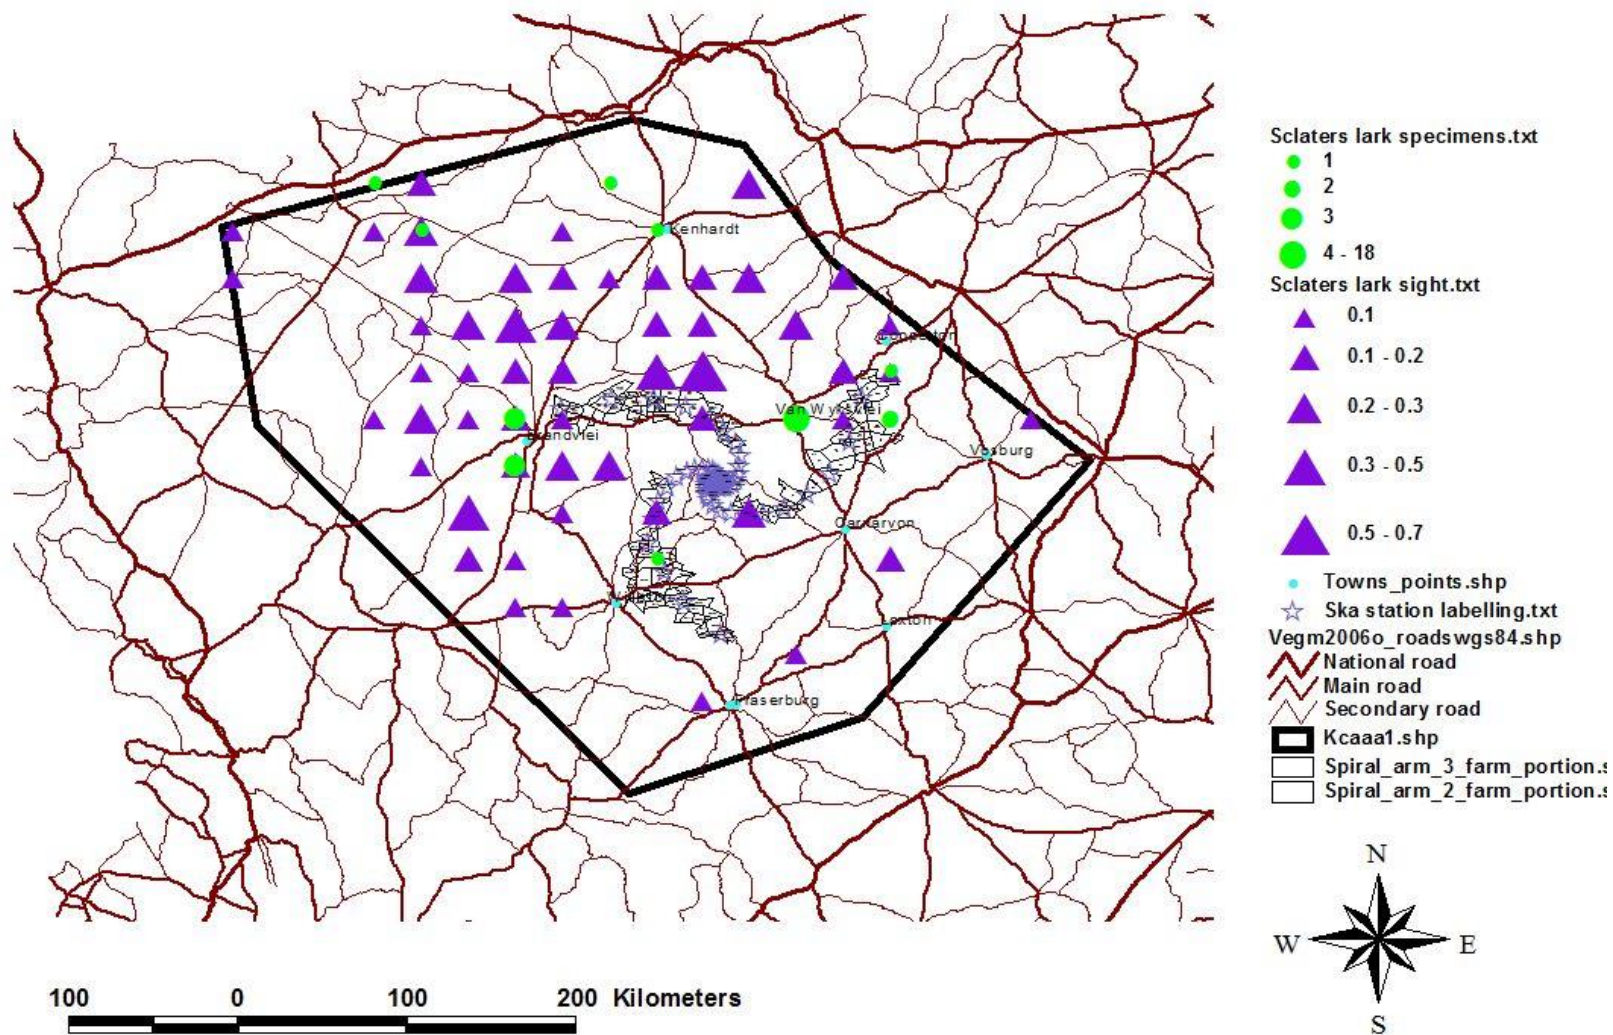 Sclaters lark specimens.txt
1
2
3
4 - 18
Sclaters lark sight.txt
0.1
0.1 - 0.2
0.2 - 0.3
0.3 - 0.5
0.5 - 0.7
Towns_points.shp
Ska station labelling.txt
Vegm2006o_roadswgs84.shp
National road
Main road
Secondary road
Kcaaa1.shp
Spiral_arm_3_farm_portion.s
Spiral_arm_2_farm_portion.s
Kenhardt
Van Wyksvlei
Brandvlei
Vosburg
Carnarvon
Loxton
Fraserburg
N
W E
S
100 0 100 200 Kilometers